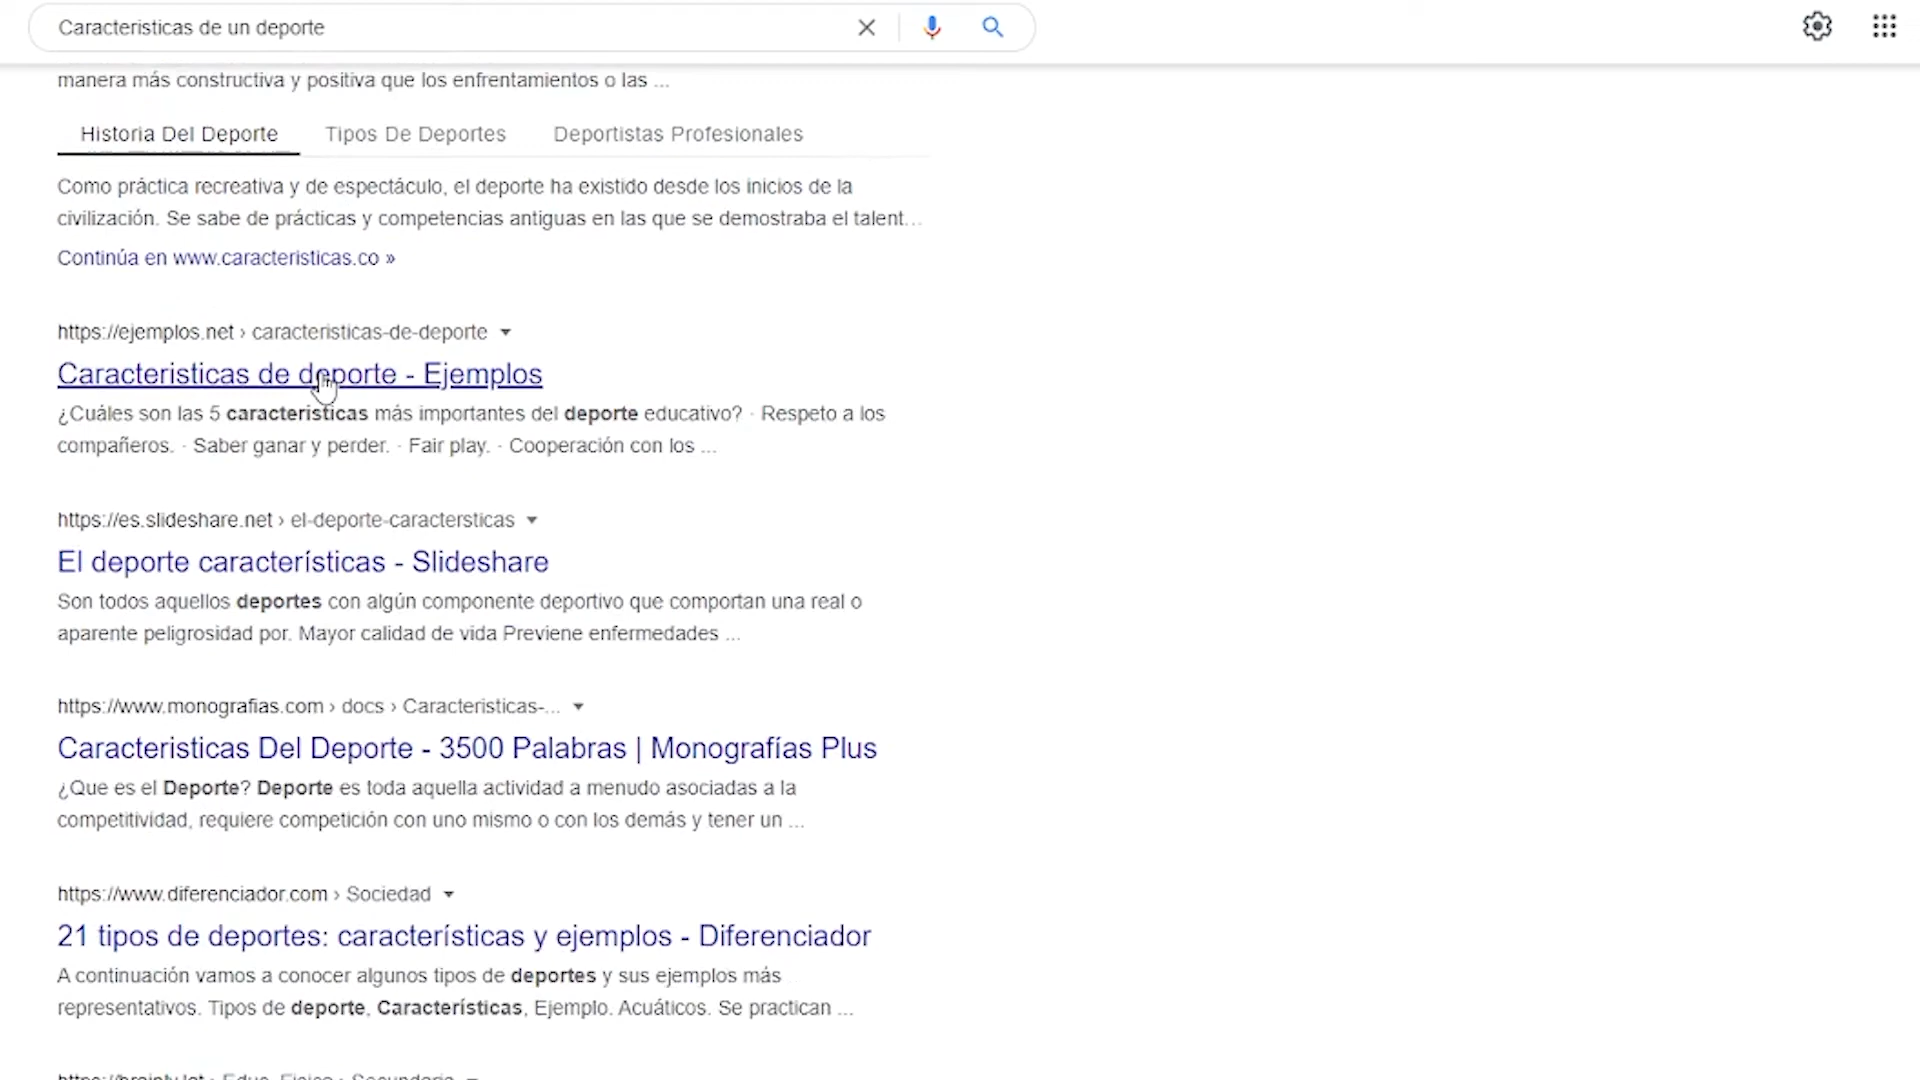 Caracteristicas de un deporte
manera más constructiva y positiva que los enfrentamientos o las ...
Historia Del Deporte Tipos De Deportes Deportistas Profesionales
Como práctica recreativa y de espectáculo, el deporte ha existido desde los inicios de la
civilización. Se sabe de prácticas y competencias antiguas en las que se demostraba el talent...
Continúa en www.caracteristicas.co »
https://ejemplos.net › caracteristicas-de-deporte
Caracteristicas de deporte - Ejemplos
¿Cuáles son las 5 características más importantes del deporte educativo? · Respeto a los
compañeros. · Saber ganar y perder. · Fair play. · Cooperación con los ...
https://es.slideshare.net › el-deporte-caractersticas
El deporte características - Slideshare
Son todos aquellos deportes con algún componente deportivo que comportan una real o
aparente peligrosidad por. Mayor calidad de vida Previene enfermedades ...
https://www.monografias.com › docs › Caracteristicas-...
Caracteristicas Del Deporte - 3500 Palabras | Monografías Plus
¿Que es el Deporte? Deporte es toda aquella actividad a menudo asociadas a la
competitividad, requiere competición con uno mismo o con los demás y tener un ...
https://www.diferenciador.com › Sociedad
21 tipos de deportes: características y ejemplos - Diferenciador
A continuación vamos a conocer algunos tipos de deportes y sus ejemplos más
representativos. Tipos de deporte, Características, Ejemplo. Acuáticos. Se practican ...